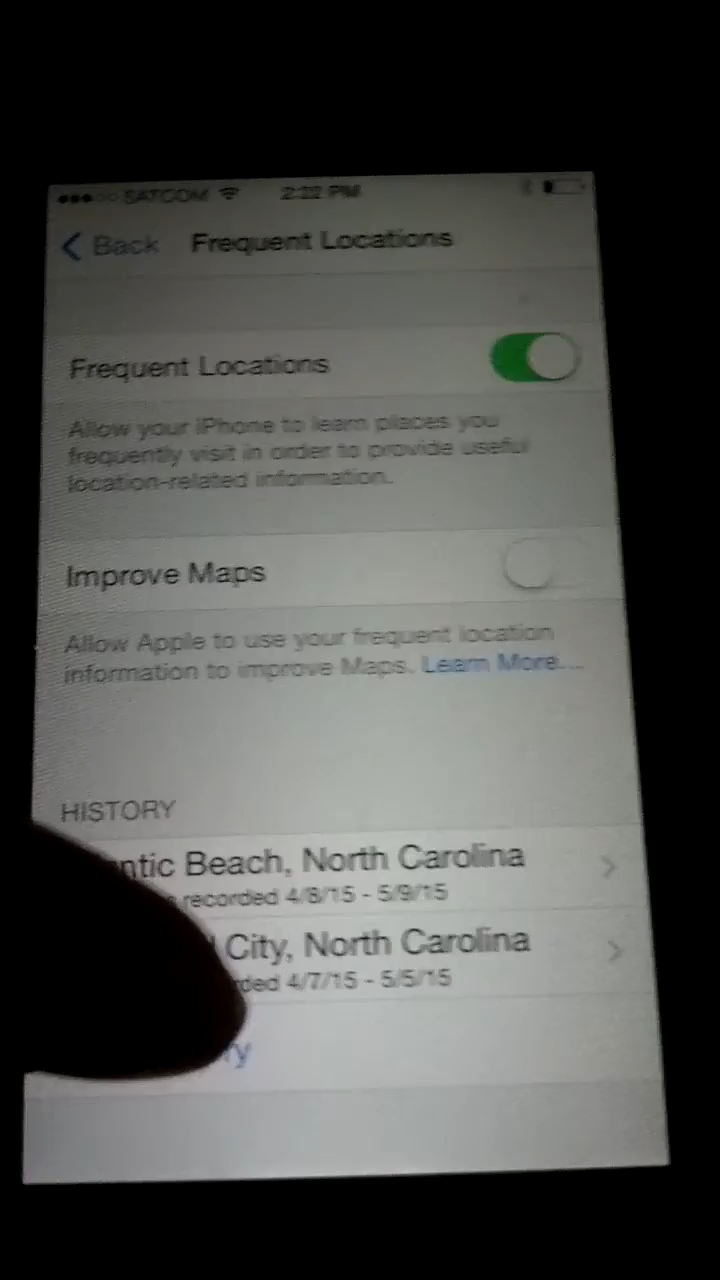 SATCOM 2:22 PM
Back Frequent Locations
Frequent Locations
Allow your iPhone to learn places you
frequently visit in order to provide useful
location-related information.
Improve Maps
Allow Apple to use your frequent location
information to improve Maps. Learn More...
HISTORY
ntic Beach, North Carolina
recorded 4/8/15 - 5/9/15
City, North Carolina
rded 4/7/15 - 5/5/15
ry